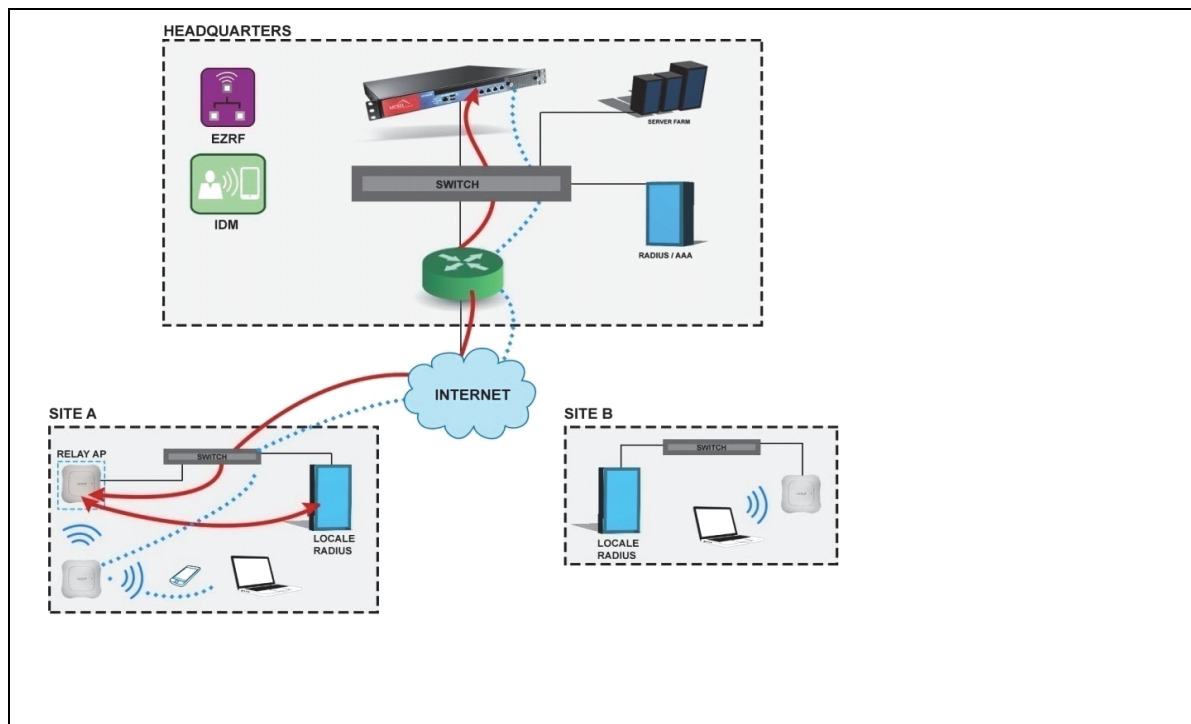 HEADQUARTERS
EZRF
IDM
SERVER FARM
SWITCH
RADIUS / AAA
INTERNET
SITE A
RELAY AP
SWITCH
LOCALE
RADIUS
SITE B
SWITCH
LOCALE
RADIUS